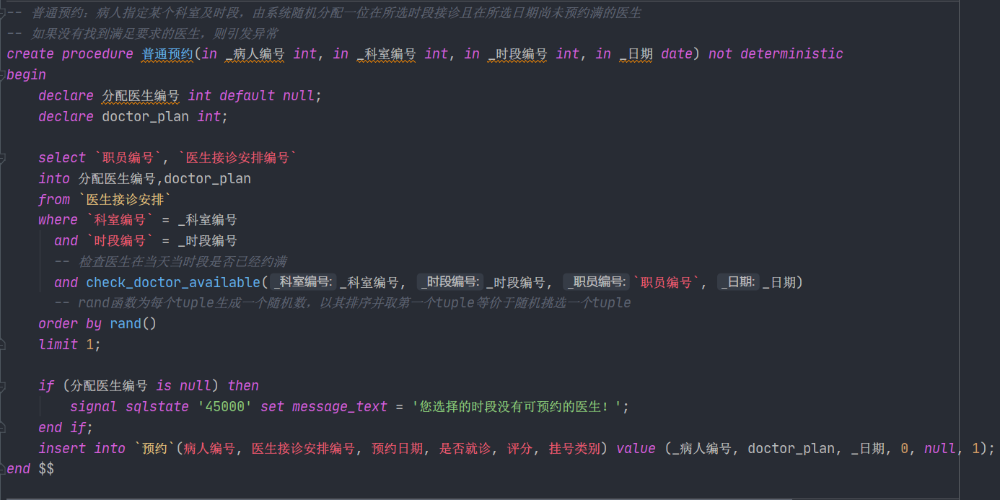 -- 普通预约：病人指定某个科室及时段，由系统随机分配一位在所选时段接诊且在所选日期尚未预约满的医生
-- 如果没有找到满足要求的医生，则引发异常
create procedure 普通预约(in _病人编号 int, in _科室编号 int, in _时段编号 int, in _日期 date) not deterministic
begin
    declare 分配医生编号 int default null;
    declare doctor_plan int;
    select `职员编号`, `医生接诊安排编号`
    into 分配医生编号,doctor_plan
    from `医生接诊安排`
    where `科室编号` = _科室编号
      and `时段编号` = _时段编号
      -- 检查医生在当天当时段是否已经约满
      and check_doctor_available(_科室编号: _科室编号, _时段编号: _时段编号, _职员编号: `职员编号`, _日期: _日期)
      -- rand函数为每个tuple生成一个随机数，以其排序并取第一个tuple等价于随机挑选一个tuple
    order by rand()
    limit 1;
    if (分配医生编号 is null) then
        signal sqlstate '45000' set message_text = '您选择的时段没有可预约的医生！';
    end if;
    insert into `预约`(病人编号, 医生接诊安排编号, 预约日期, 是否就诊, 评分, 挂号类别) value (_病人编号, doctor_plan, _日期, 0, null, 1);
end $$